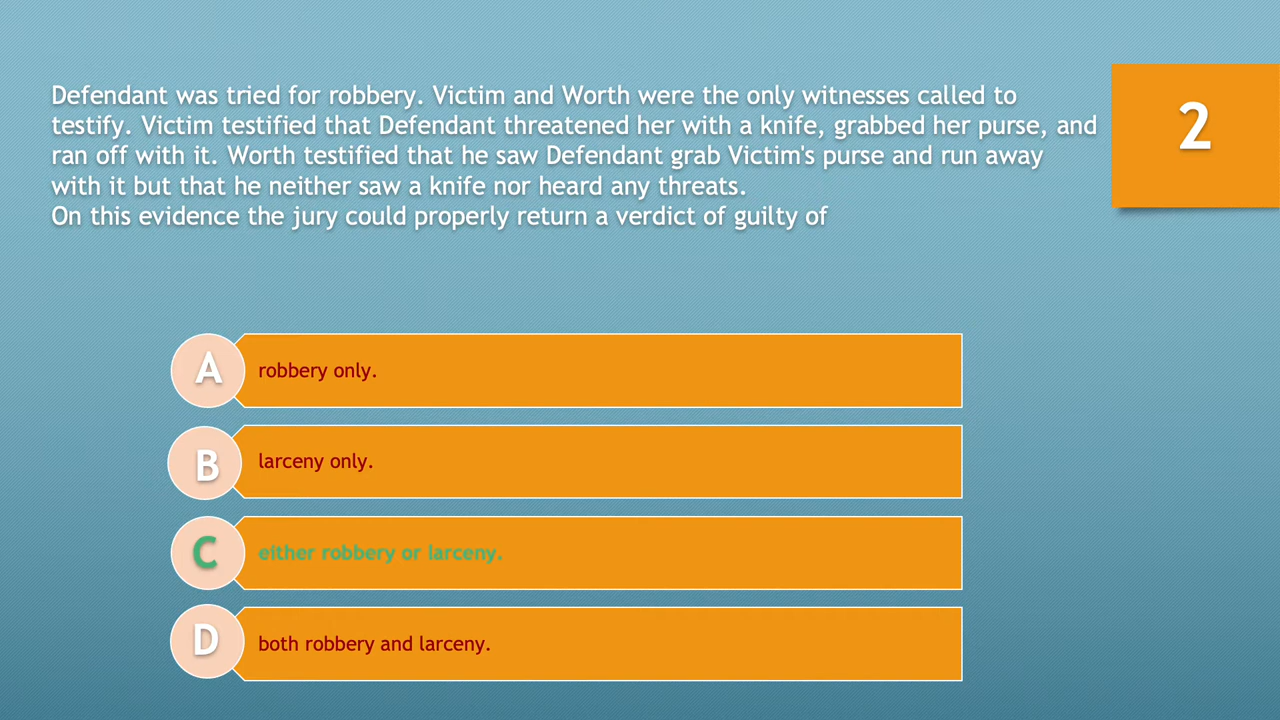 Defendant was tried for robbery. Victim and Worth were the only witnesses called to
testify. Victim testified that Defendant threatened her with a knife, grabbed her purse, and
ran off with it. Worth testified that he saw Defendant grab Victim's purse and run away
with it but that he neither saw a knife nor heard any threats.
On this evidence the jury could properly return a verdict of guilty of
2
A robbery only.
B larceny only.
C either robbery or larceny.
D both robbery and larceny.